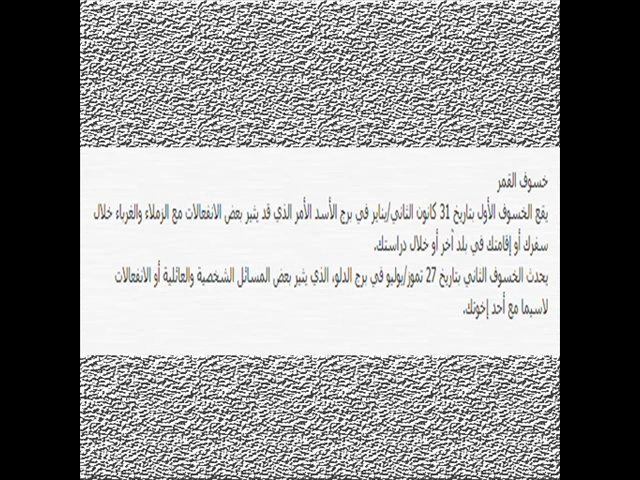 خسوف القمر
يقع الخسوف الأول بتاريخ 31 كانون الثاني/يناير في برج الأسد الأمر الذي قد يثير بعض الانفعالات مع الزملاء والغرباء خلال
سفرك أو إقامتك في بلد آخر أو خلال دراستك.
يحدث الخسوف الثاني بتاريخ 27 تموز/يوليو في برج الدلو، الذي يثير بعض المسائل الشخصية والعائلية أو الانفعالات
لاسيما مع أحد إخوتك.